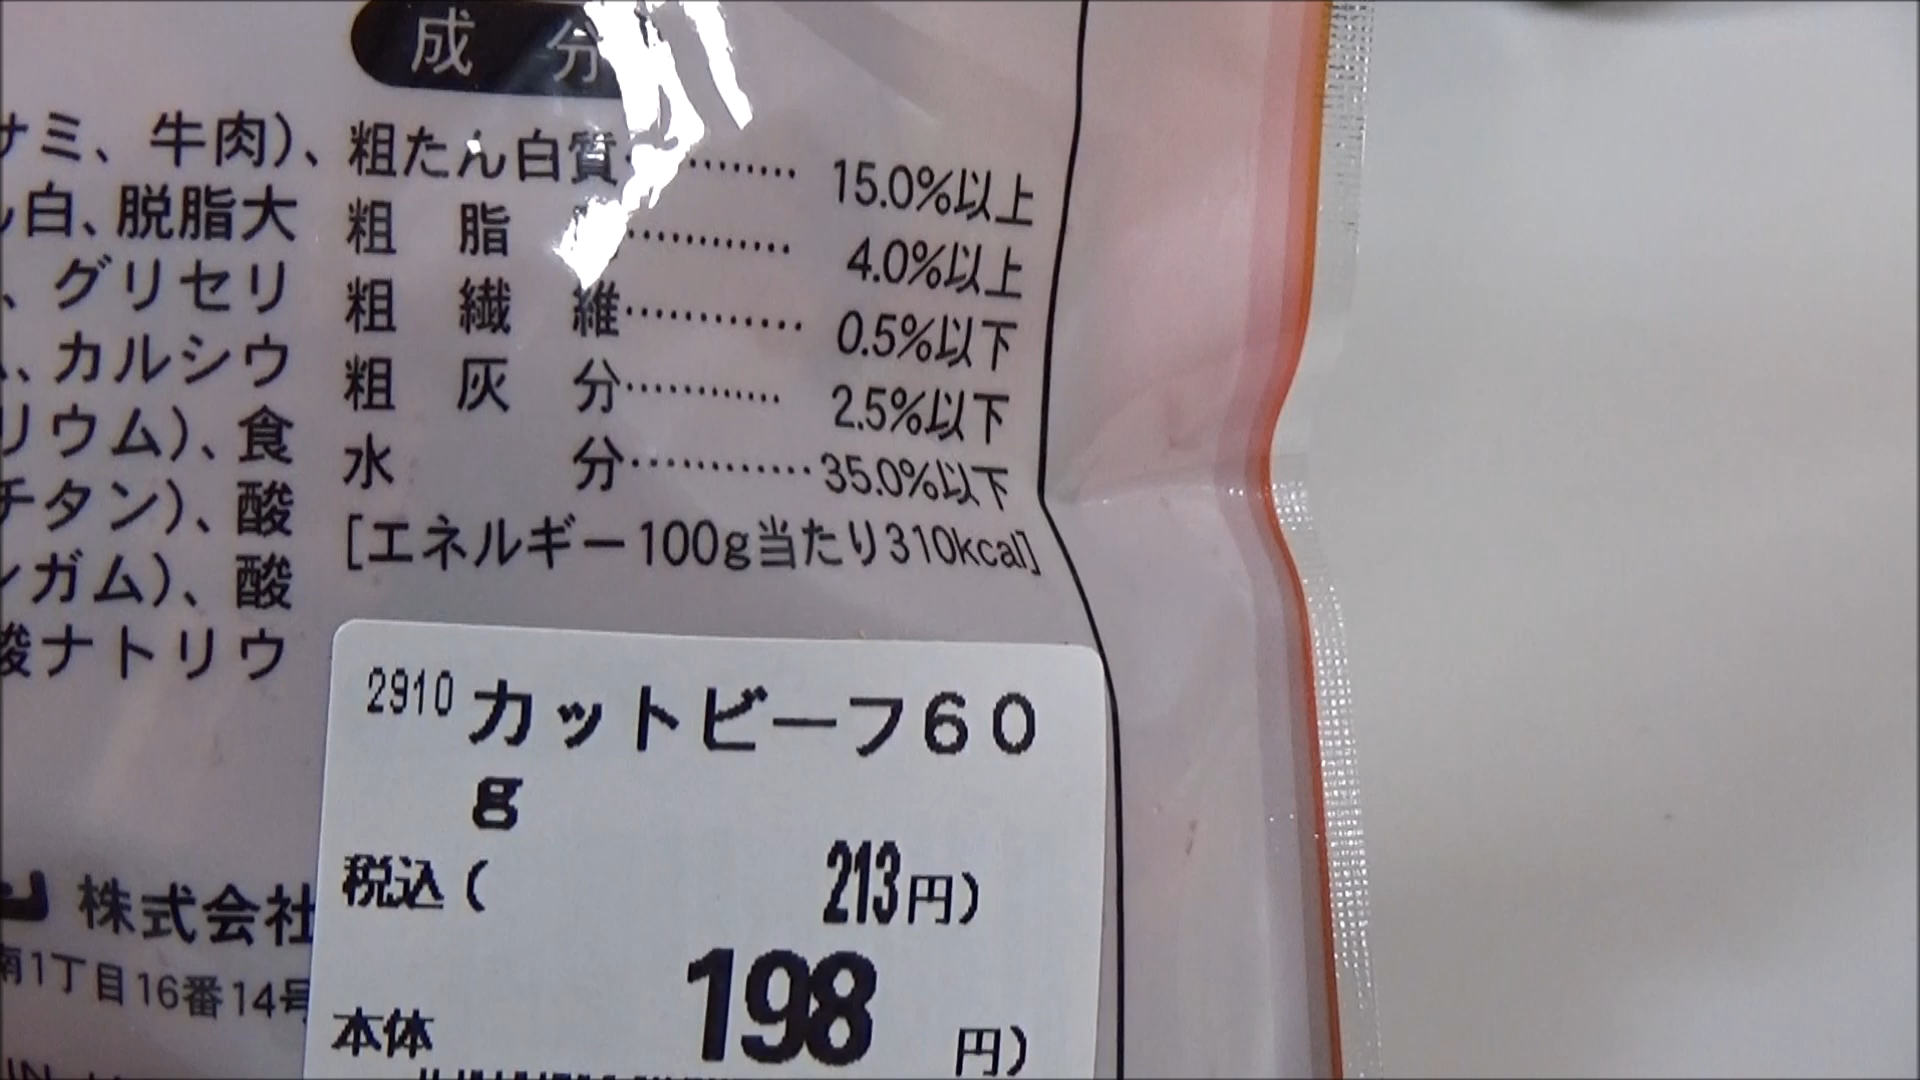 成分
サミ、牛肉)、
白、脱脂大
、グリセリ
、カルシウ
リウム)、食
チタン)、酸
ンガム)、酸
酸ナトリウ
粗たん白質………… 15.0%以上
粗脂 ………… 4.0%以上
粗繊維………… 0.5%以下
粗灰分………… 2.5%以下
水分…………35.0%以下
[エネルギー100g当たり310kcal]
株式会社
南1丁目16番14号
2910 カットビーフ60
g
税込( 213円)
本体 198円)